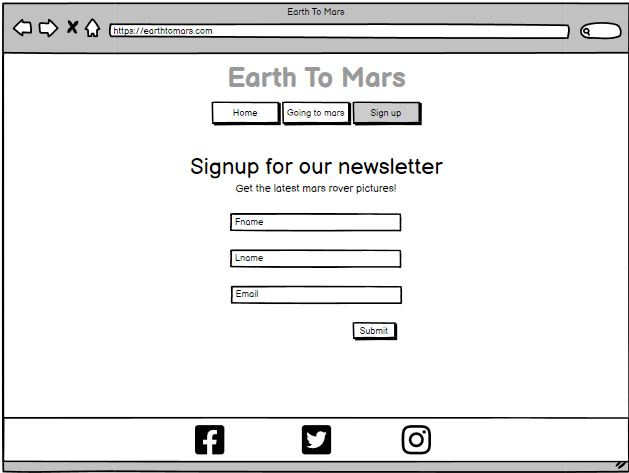 Earth To Mars
https://earthtomars.com
Earth To Mars
Home Going to mars Sign up
Signup for our newsletter
Get the latest mars rover pictures!
Fname
Lname
Email
Submit